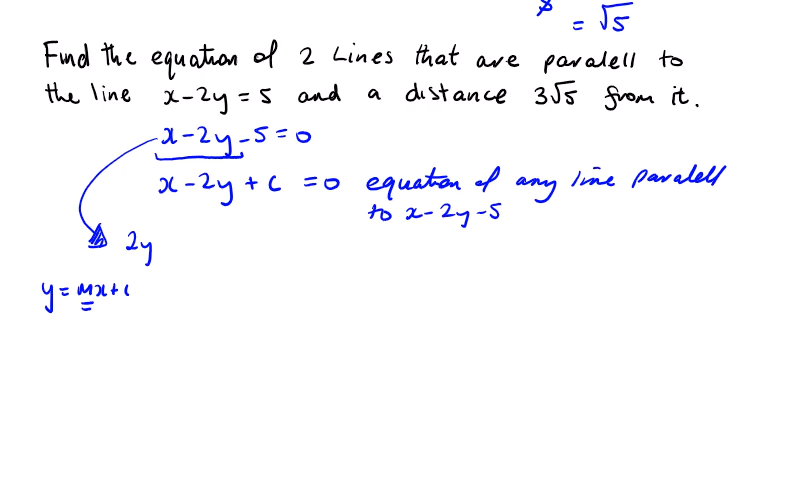 = √5
Find the equation of 2 Lines that are paralell to
the line x-2y = 5 and a distance 3√5 from it.
x-2y-5=0
x-2y+c =0 equation of any line paralell
to x-2y-5
2y
y = mx+c